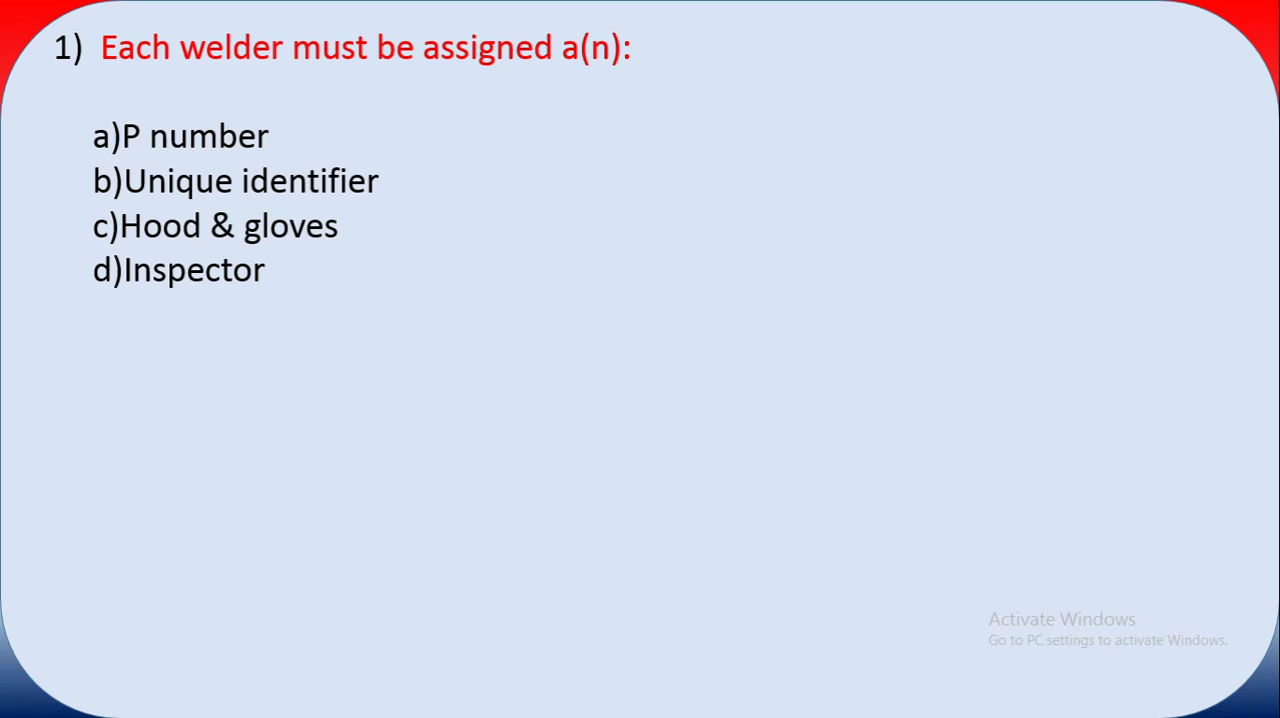 1) Each welder must be assigned a(n):
a)P number
b)Unique identifier
c)Hood & gloves
d)Inspector
Activate Windows
Go to PC settings to activate Windows.